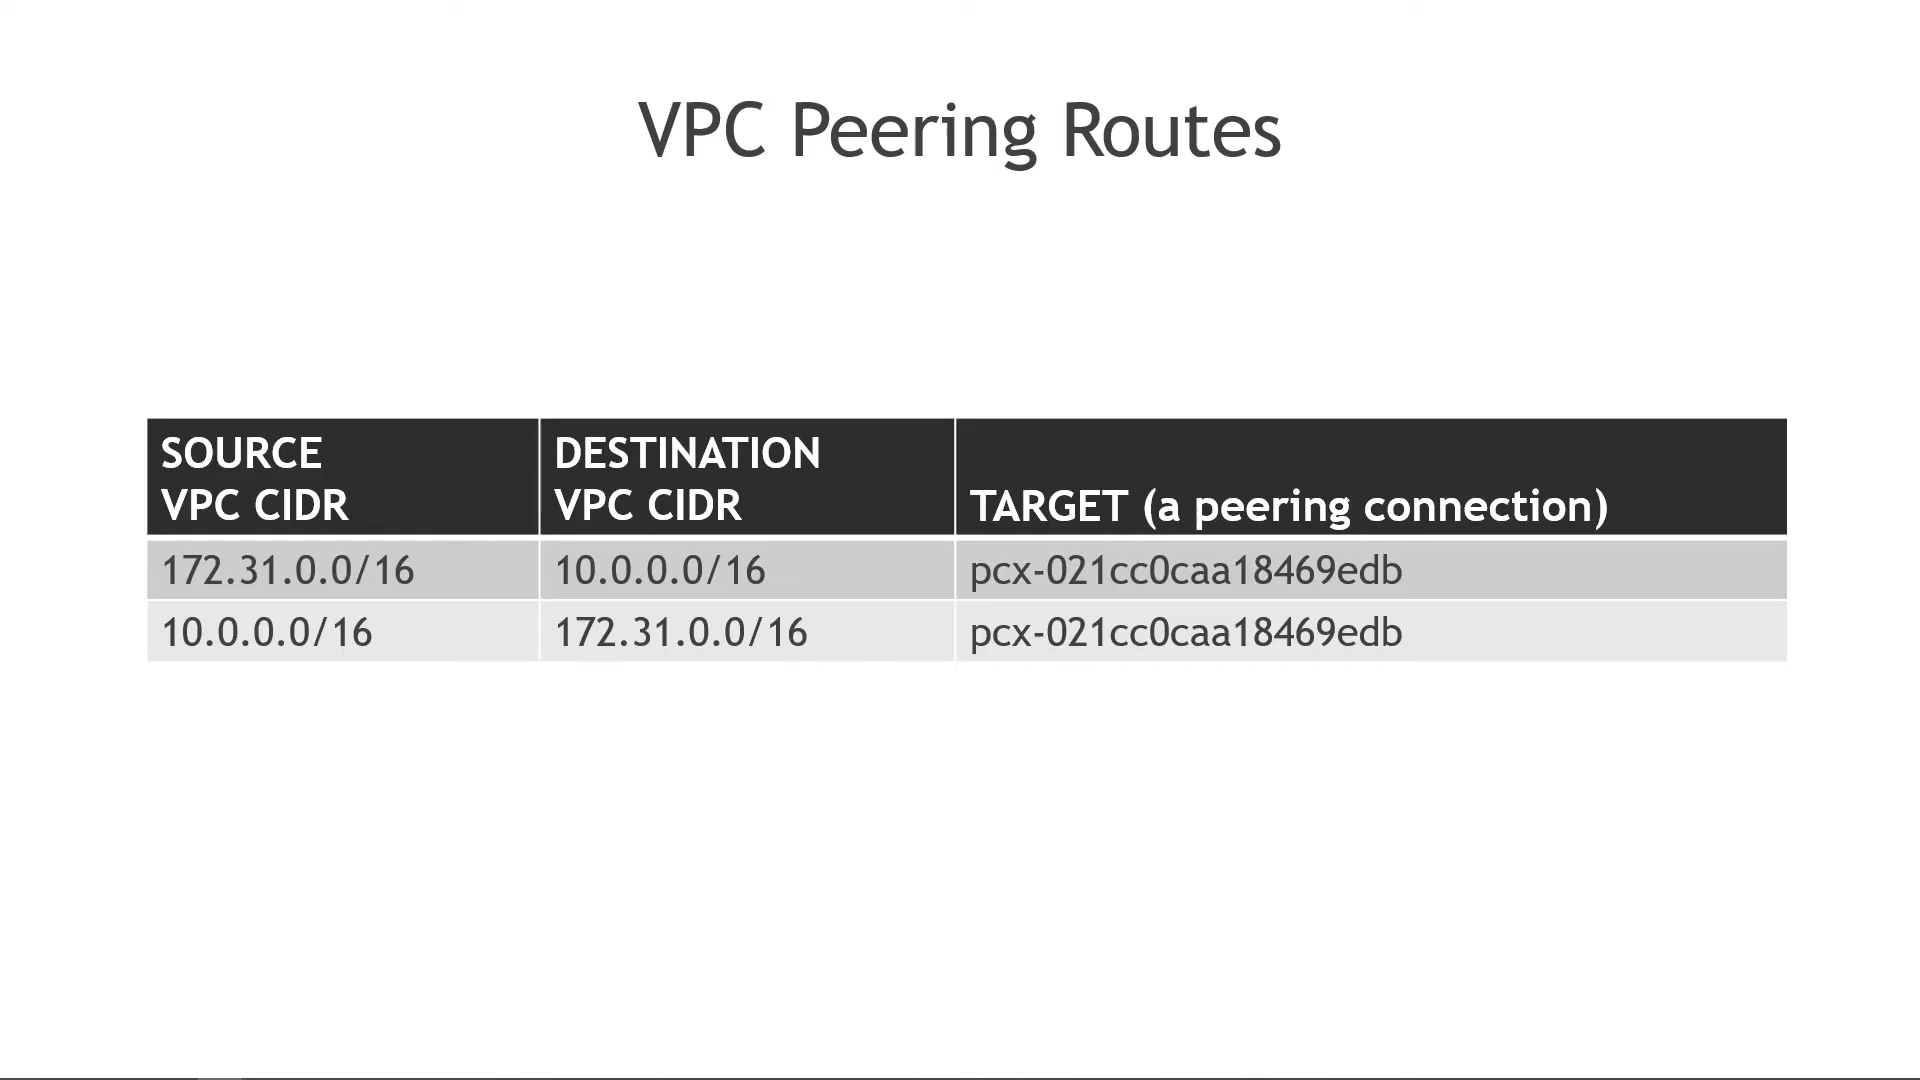 VPC Peering Routes
SOURCE
VPC CIDR
DESTINATION
VPC CIDR
TARGET (a peering connection)
172.31.0.0/16 10.0.0.0/16 pcx-021cc0caa18469edb
10.0.0.0/16 172.31.0.0/16 pcx-021cc0caa18469edb